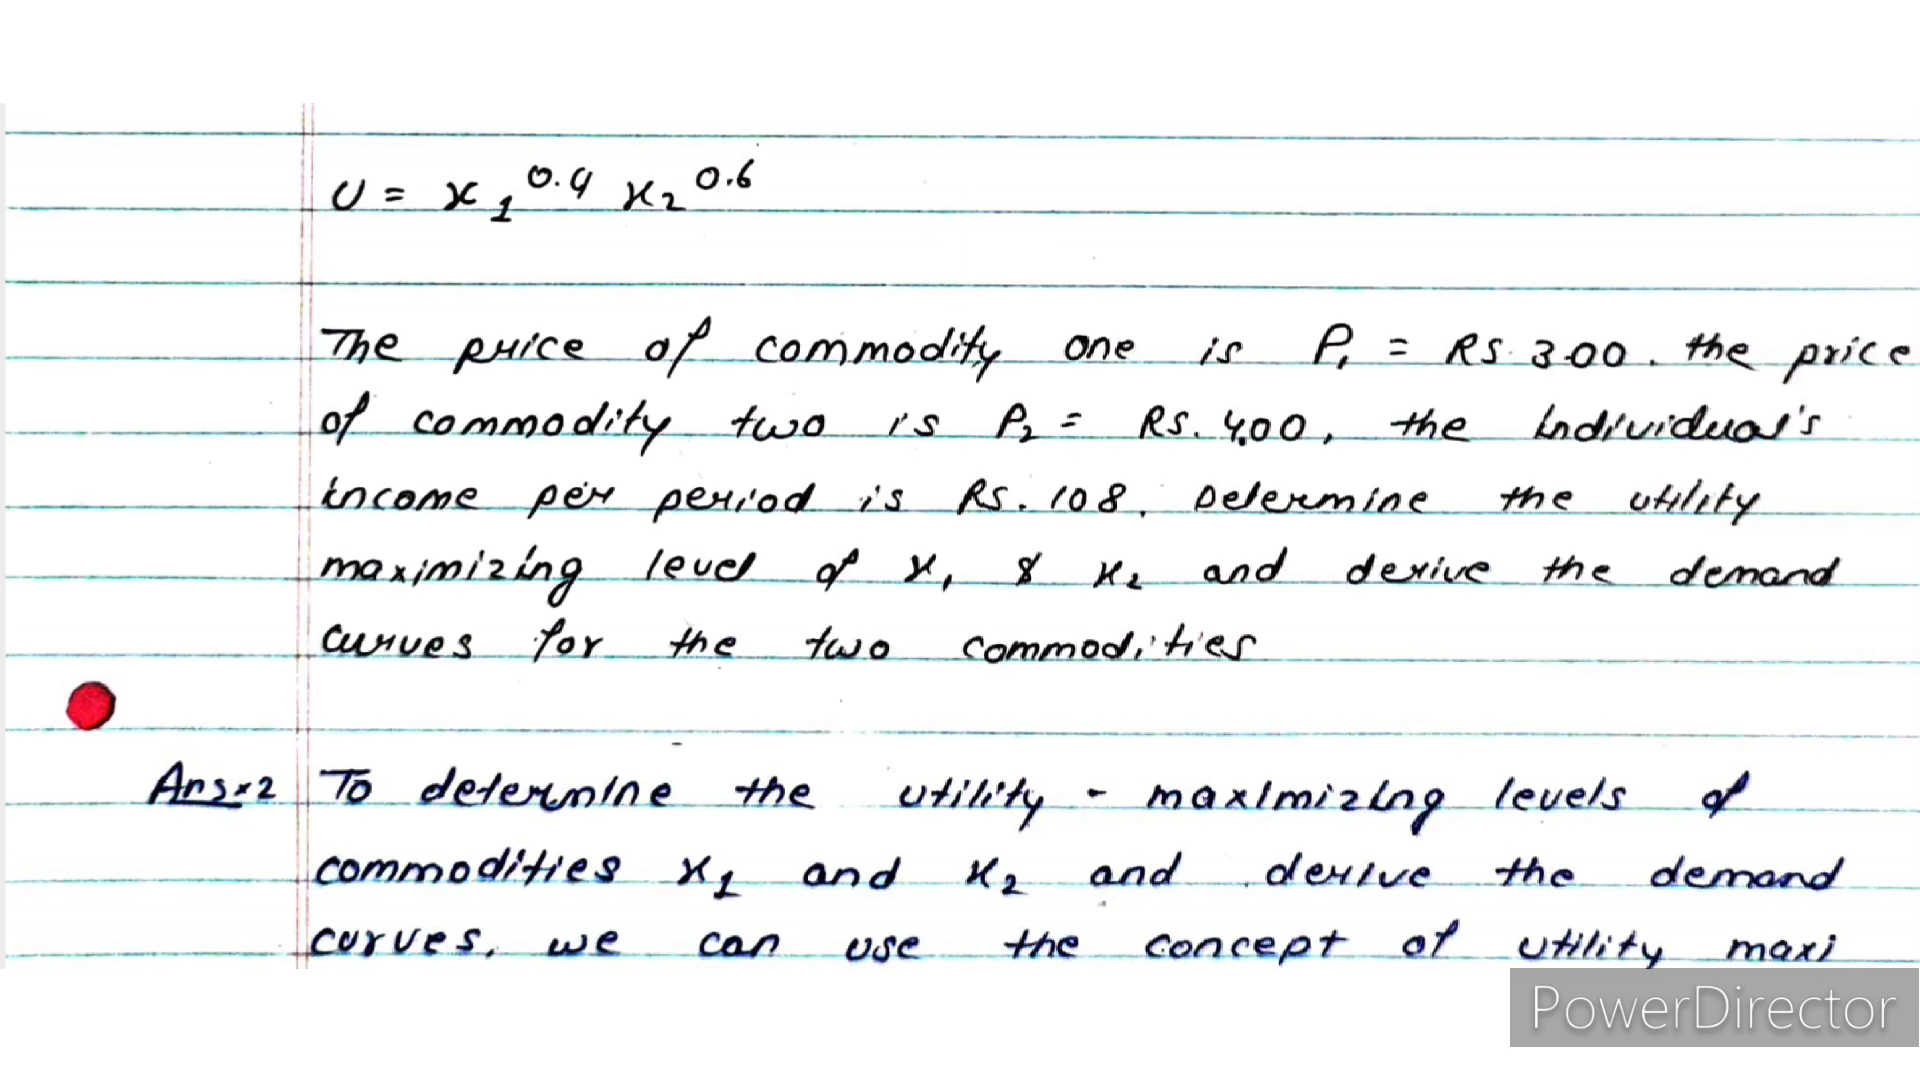 U = x₁^0.4 x₂^0.6
The price of commodity one is P₁ = RS. 3.00. the price
of commodity two is P₂ = RS. 4.00, the individual's
income per period is RS. 108. Determine the utility
maximizing level of x₁ & x₂ and derive the demand
curves for the two commodities
Ans 2 To determine the utility - maximizing levels of
commodities x₁ and x₂ and derive the demand
curves, we can use the concept of utility maxi
PowerDirector